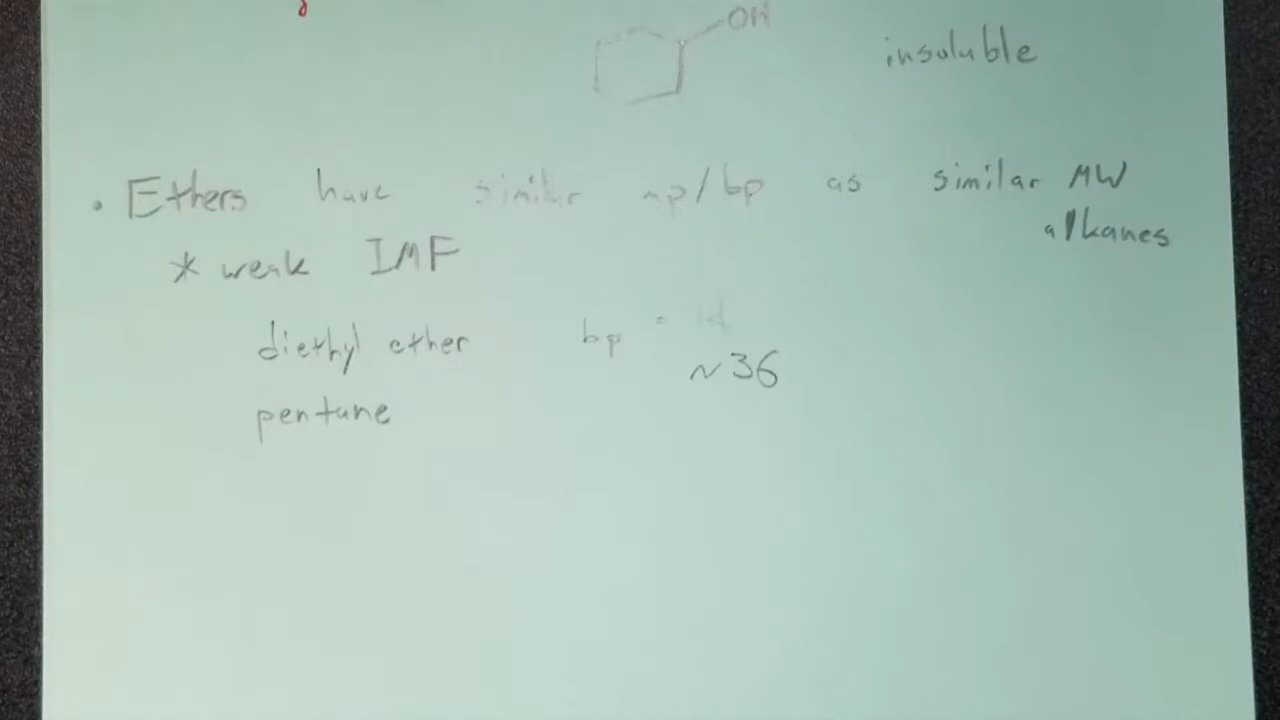 OH
insoluble
• Ethers have similar mp/bp as similar MW
alkanes
* weak IMF
diethyl ether bp
~36
pentane